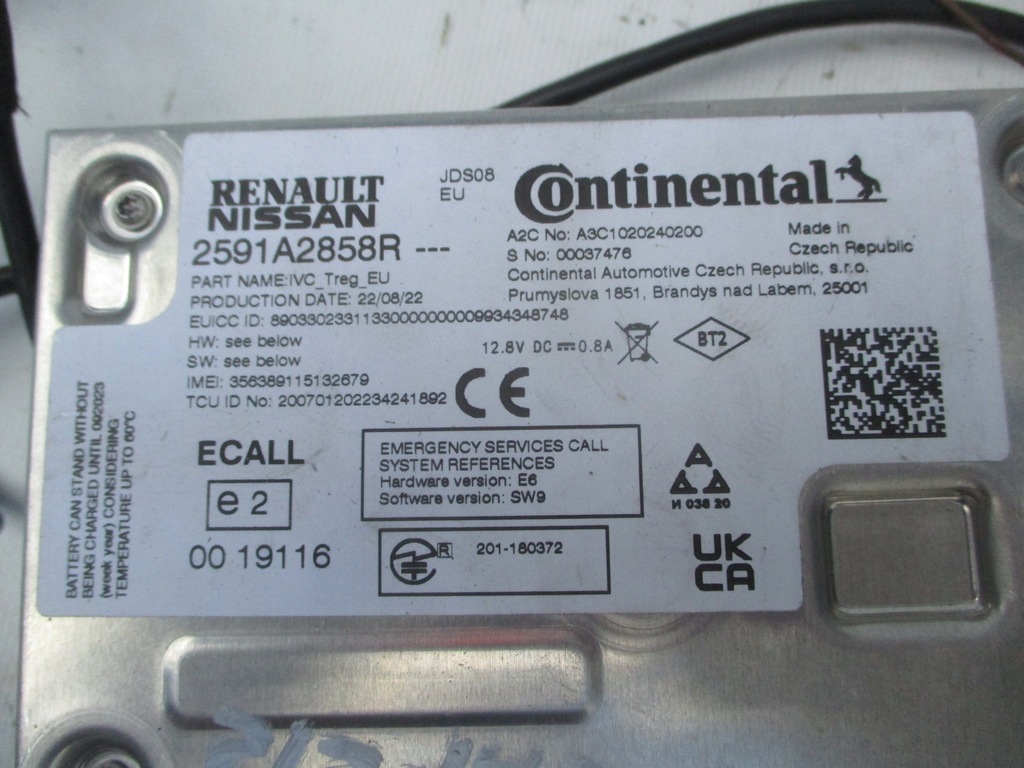 RENAULT
NISSAN
JDS08
EU
Continental
2591A2858R ---
PART NAME:IVC_Treg_EU
PRODUCTION DATE: 22/08/22
EUICC ID: 89033023311330000000009934348748
HW: see below
SW: see below
IMEI: 356389115132679
TCU ID No: 200701202234241892
A2C No: A3C1020240200
S No: 00037476
Continental Automotive Czech Republic, s.r.o.
Prumyslova 1851, Brandys nad Labem, 25001
Made in
Czech Republic
12.8V DC 0.8A
BT2
CE
ECALL
e2
00 19116
EMERGENCY SERVICES CALL
SYSTEM REFERENCES
Hardware version: E6
Software version: SW9
R
201-180372
A
И 038 20
UK
CA
BATTERY CAN STAND WITHOUT
BEING CHARGED UNTIL 092023
(week year) CONSIDERING
TEMPERATURE UP TO 60°C